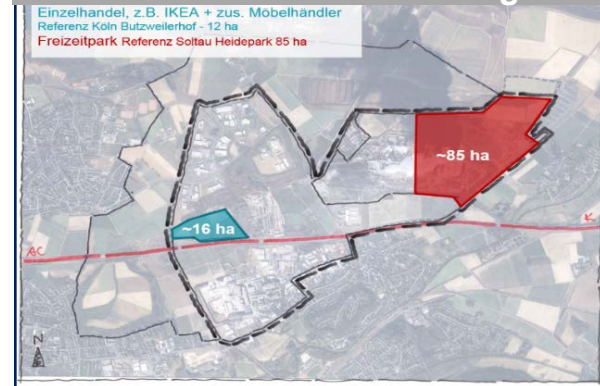 Einzelhandel, z.B. IKEA + zus. Möbelhändler
Referenz Köln Butzweilerhof - 12 ha
Freizeitpark Referenz Soltau Heidepark 85 ha
~85 ha
~16 ha
K
AC
N